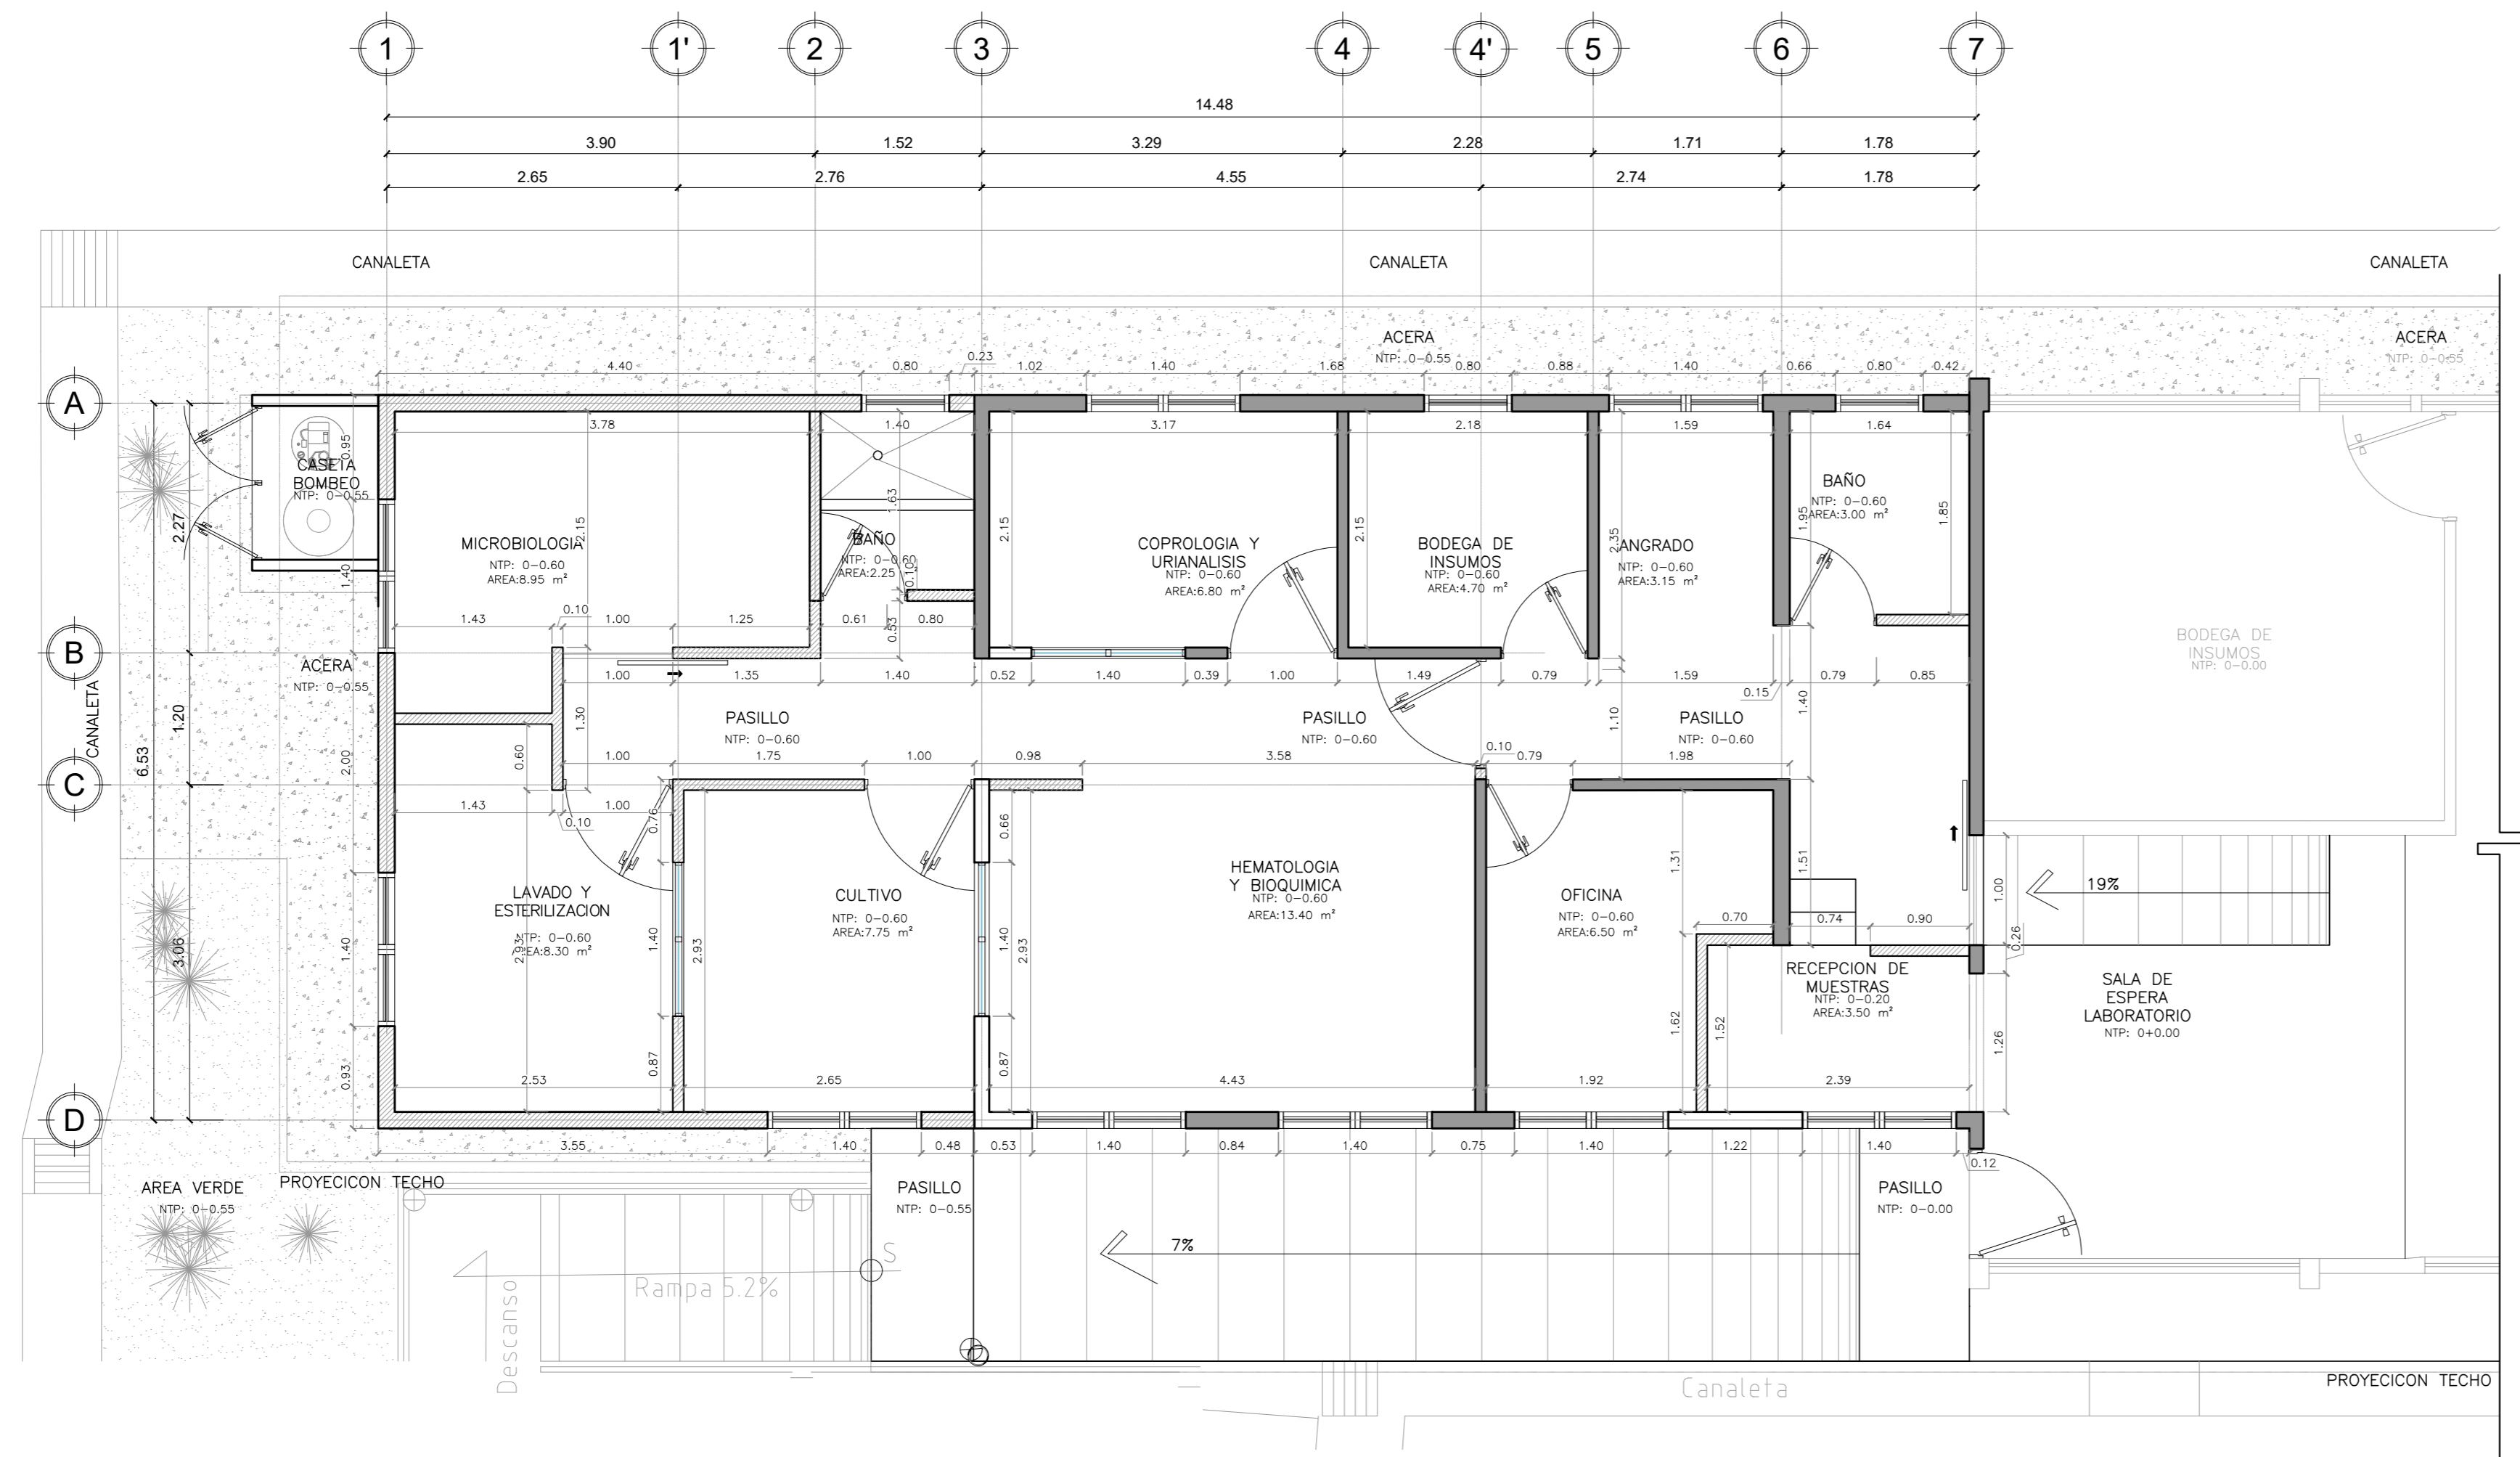 1
1'
2
3
4
4'
5
6
7
14.48
3.90
1.52
3.29
2.28
1.71
1.78
2.65
2.76
4.55
2.74
1.78
CANALETA
CANALETA
CANALETA
ACERA
NTP: 0-0.55
ACERA
NTP: 0-0.55
4.40
0.80
0.23
1.02
1.40
1.68
0.80
0.88
1.40
0.66
0.80
0.42
A
3.78
1.40
3.17
2.18
1.59
1.64
0.95
CASETA
BOMBEO
NTP: 0-0.55
2.27
1.40
MICROBIOLOGIA
NTP: 0-0.60
AREA:8.95 m²
2.15
1.63
BAÑO
NTP: 0-0.60
AREA:2.25
0.10
2.15
COPROLOGIA Y
URIANALISIS
NTP: 0-0.60
AREA:6.80 m²
2.15
BODEGA DE
INSUMOS
NTP: 0-0.60
AREA:4.70 m²
2.35
ANGRADO
NTP: 0-0.60
AREA:3.15 m²
BAÑO
NTP: 0-0.60
AREA:3.00 m²
1.95
1.85
1.43
0.10
1.00
1.25
0.61
0.80
0.53
B
ACERA
NTP: 0-0.55
CANALETA
BODEGA DE
INSUMOS
NTP: 0-0.00
1.00
1.35
1.40
0.52
1.40
0.39
1.00
1.49
0.79
1.59
0.15
0.79
0.85
1.20
6.53
2.00
1.30
0.60
PASILLO
NTP: 0-0.60
PASILLO
NTP: 0-0.60
PASILLO
NTP: 0-0.60
1.10
1.40
1.00
1.75
1.00
0.98
3.58
0.10
0.79
1.98
C
1.43
0.10
1.00
0.76
0.66
1.31
1.51
LAVADO Y
ESTERILIZACION
NTP: 0-0.60
AREA:8.30 m²
2.93
CULTIVO
NTP: 0-0.60
AREA:7.75 m²
HEMATOLOGIA
Y BIOQUIMICA
NTP: 0-0.60
AREA:13.40 m²
OFICINA
NTP: 0-0.60
AREA:6.50 m²
19%
1.00
0.70
0.74
0.90
0.26
3.06
1.40
1.40
2.93
1.40
2.93
RECEPCION DE
MUESTRAS
NTP: 0-0.20
AREA:3.50 m²
SALA DE
ESPERA
LABORATORIO
NTP: 0+0.00
1.62
1.52
1.26
0.93
0.87
0.87
2.53
2.65
4.43
1.92
2.39
D
3.55
1.40
0.48
0.53
1.40
0.84
1.40
0.75
1.40
1.22
1.40
0.12
AREA VERDE
NTP: 0-0.55
PROYECICON TECHO
PASILLO
NTP: 0-0.55
PASILLO
NTP: 0-0.00
7%
S
Rampa 5.2%
Descanso
Canaleta
PROYECICON TECHO